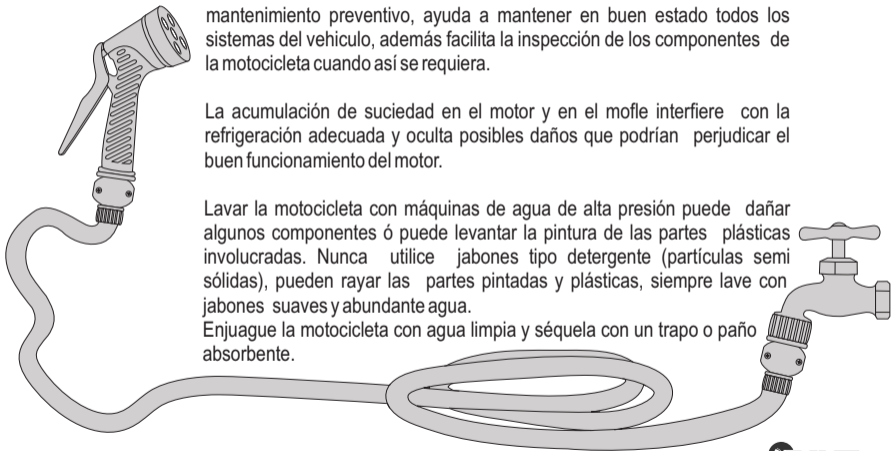 mantenimiento preventivo, ayuda a mantener en buen estado todos los
sistemas del vehiculo, además facilita la inspección de los componentes de
la motocicleta cuando así se requiera.
La acumulación de suciedad en el motor y en el mofle interfiere con la
refrigeración adecuada y oculta posibles daños que podrían perjudicar el
buen funcionamiento del motor.
Lavar la motocicleta con máquinas de agua de alta presión puede dañar
algunos componentes ó puede levantar la pintura de las partes plásticas
involucradas. Nunca utilice jabones tipo detergente (partículas semi
sólidas), pueden rayar las partes pintadas y plásticas, siempre lave con
jabones suaves y abundante agua.
Enjuague la motocicleta con agua limpia y séquela con un trapo o paño
absorbente.